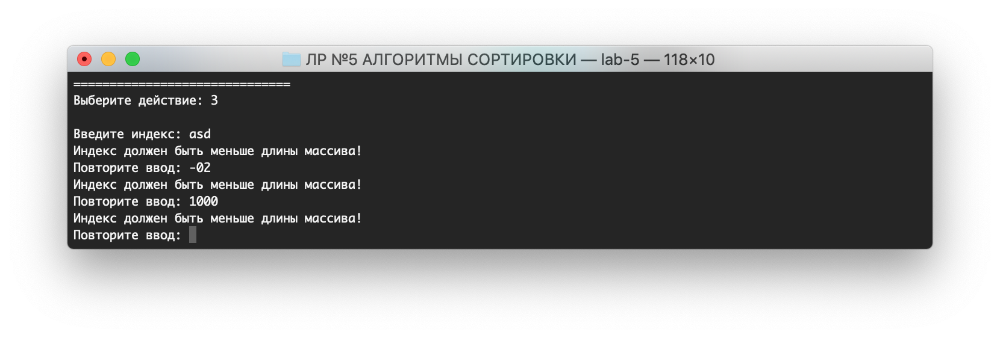 ЛР №5 АЛГОРИТМЫ СОРТИРОВКИ — lab-5 — 118×10
==============================
Выберите действие: 3
Введите индекс: asd
Индекс должен быть меньше длины массива!
Повторите ввод: -02
Индекс должен быть меньше длины массива!
Повторите ввод: 1000
Индекс должен быть меньше длины массива!
Повторите ввод: